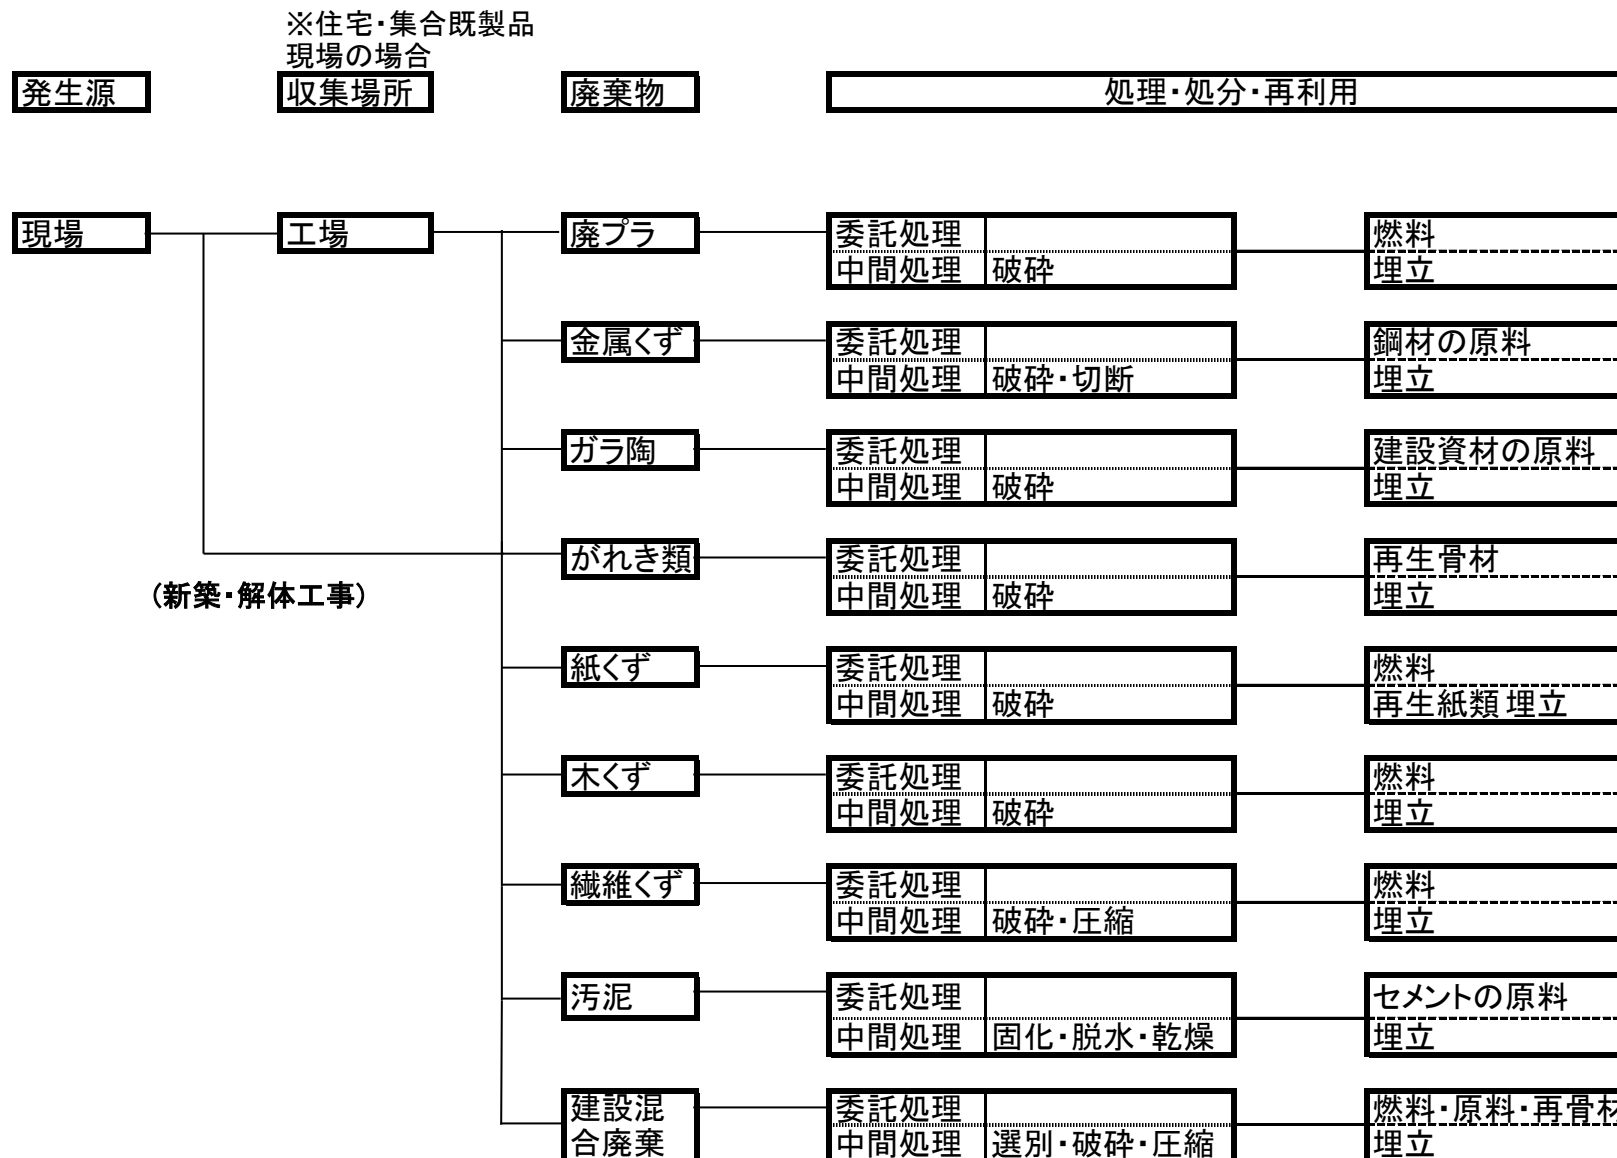 ※住宅・集合既製品
現場の場合
発生源 収集場所 廃棄物 処理・処分・再利用
現場 工場 廃プラ 委託処理 燃料
中間処理 破砕 埋立
金属くず 委託処理 鋼材の原料
中間処理 破砕・切断 埋立
ガラ陶 委託処理 建設資材の原料
中間処理 破砕 埋立
がれき類 委託処理 再生骨材
中間処理 破砕 埋立
(新築・解体工事)
紙くず 委託処理 燃料
中間処理 破砕 再生紙類 埋立
木くず 委託処理 燃料
中間処理 破砕 埋立
繊維くず 委託処理 燃料
中間処理 破砕・圧縮 埋立
汚泥 委託処理 セメントの原料
中間処理 固化・脱水・乾燥 埋立
建設混 委託処理 燃料・原料・再骨材
合廃棄 中間処理 選別・破砕・圧縮 埋立